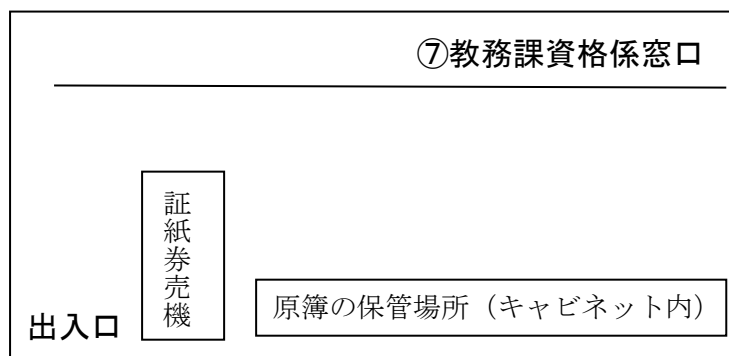 ⑦教務課資格係窓口
証紙券売機
原簿の保管場所（キャビネット内）
出入口